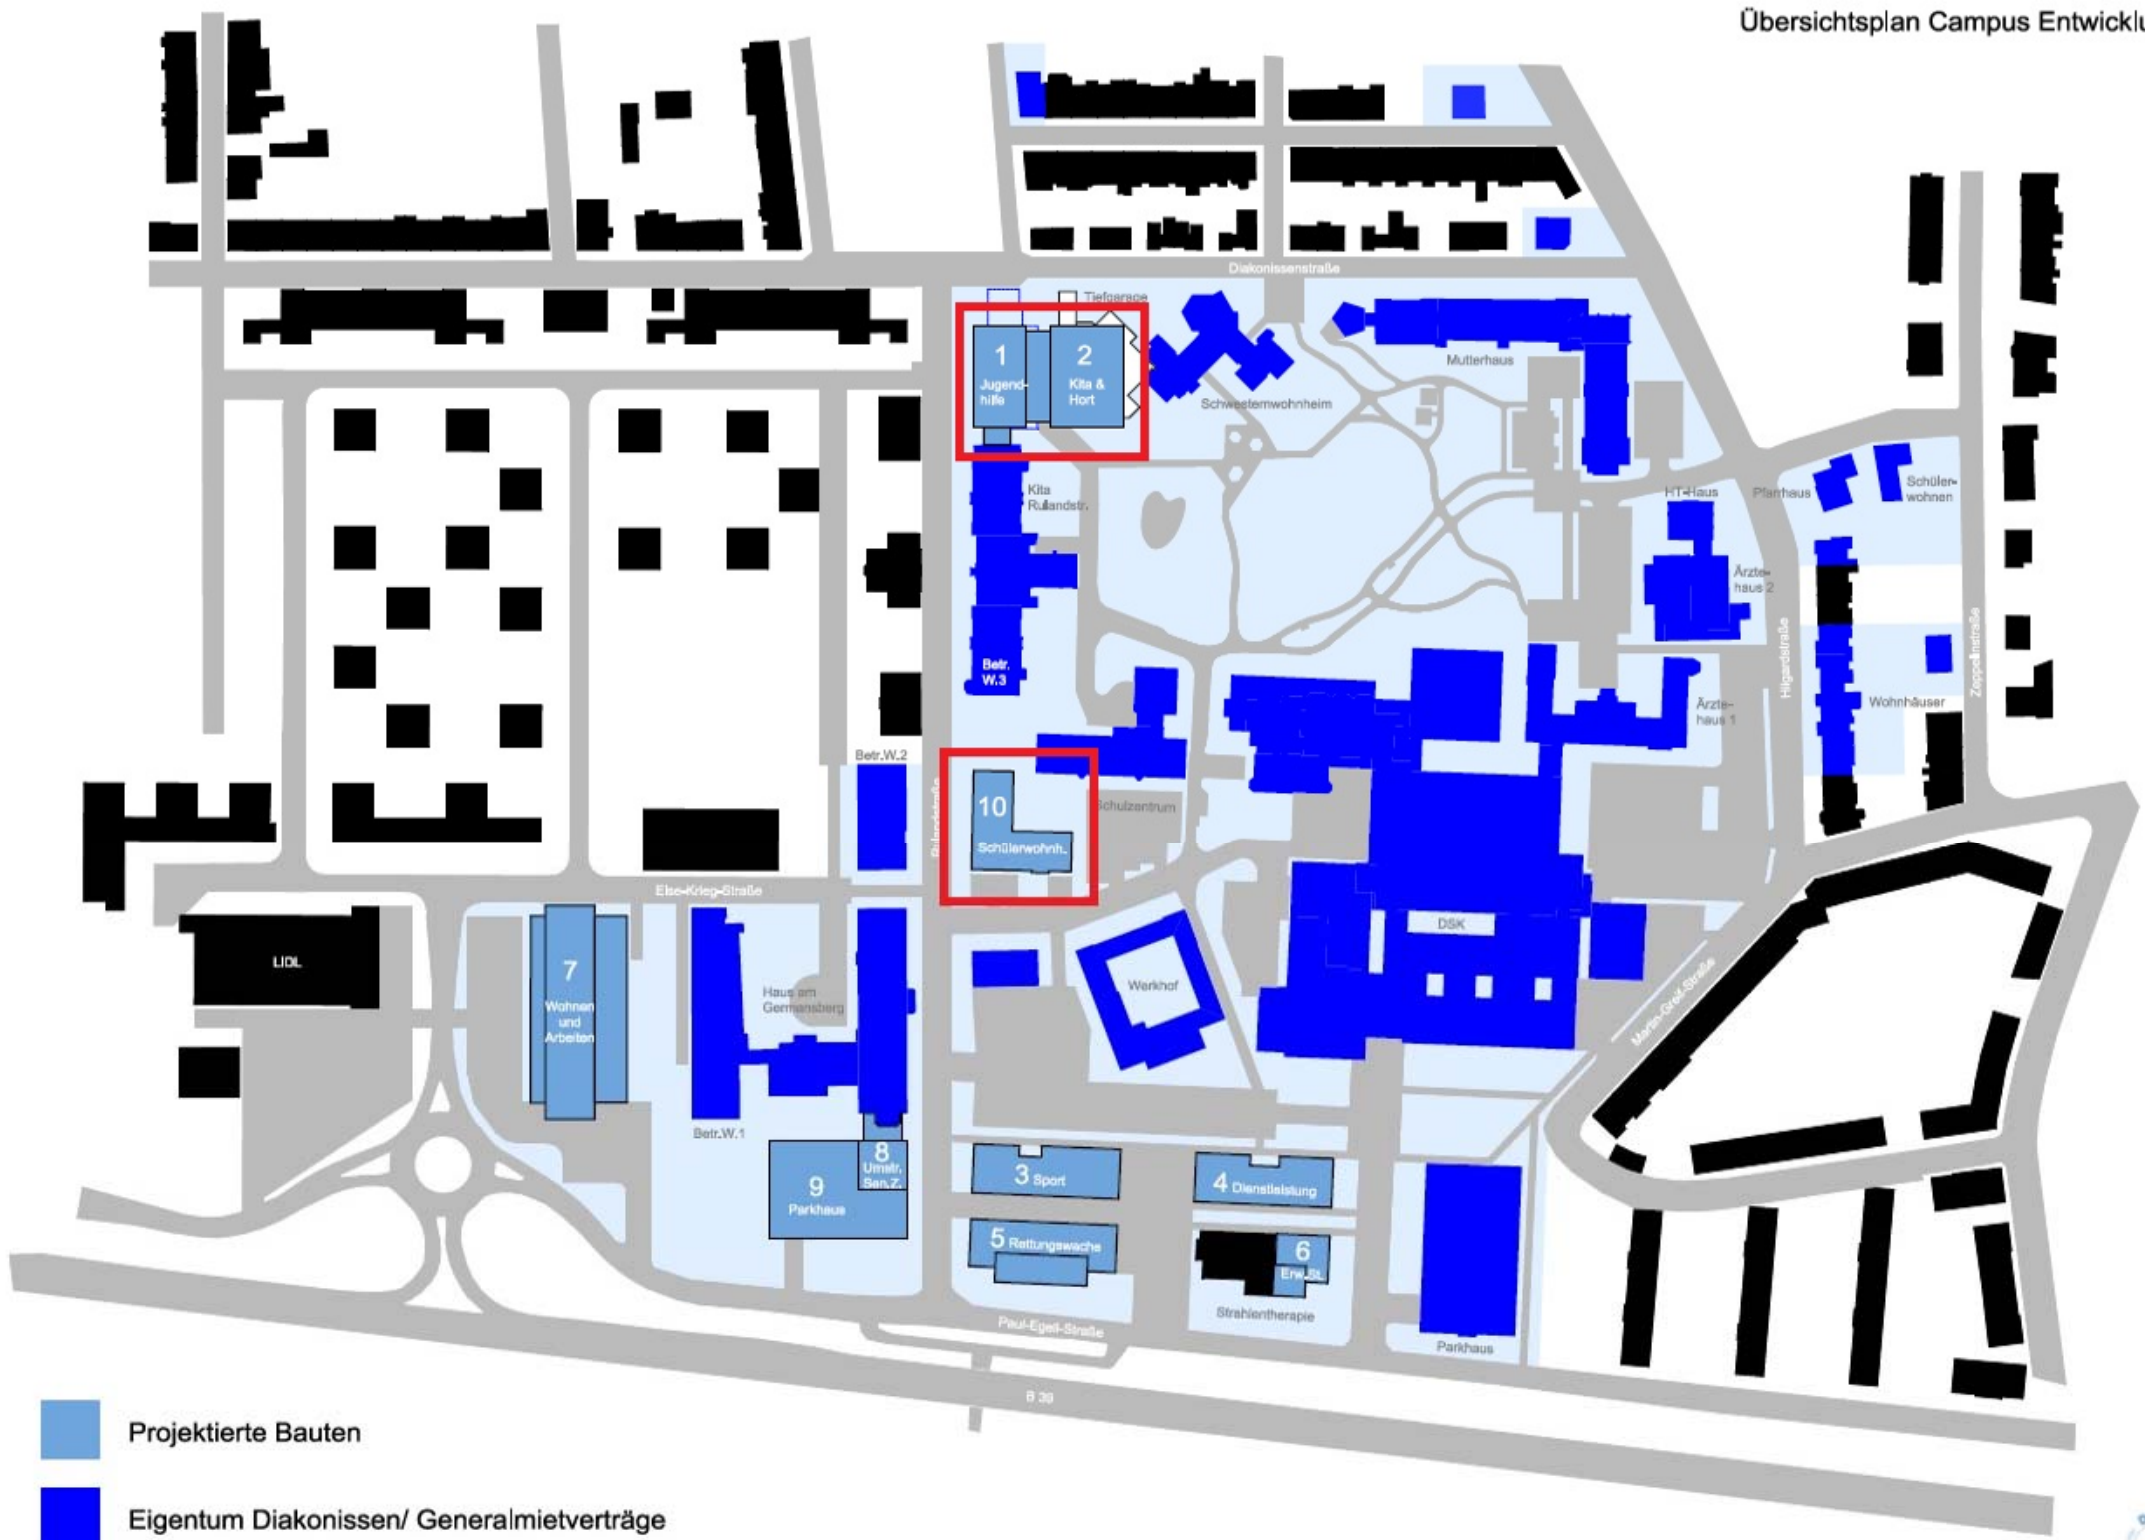 Übersichtsplan Campus Entwicklu
Diakonissenstraße
Tiefgarage
1
Jugend-
hilfe
2
Kita &
Hort
Mutterhaus
Schwesternwohnheim
Kita
Rulandstr.
HT-Haus
Pfarrhaus
Schüler-
wohnen
Ärzte-
haus 2
Hilgardstraße
Zeppelinstraße
Betr.
W.3
Wohnhäuser
Ärzte-
haus 1
Betr.W.2
Rulandstraße
10
Schülerwohnh.
Schulzentrum
Else-Krieg-Straße
DSK
LIDL
7
Wohnen
und
Arbeiten
Haus am
Germansberg
Werkhof
Martin-Greif-Straße
Betr.W.1
8
Umstr.
Sen.Z.
9
Parkhaus
3 Sport
4 Dienstleistung
5 Rettungswache
6
Erw.St.
Strahlentherapie
Paul-Egell-Straße
Parkhaus
B 39
Projektierte Bauten
Eigentum Diakonissen/ Generalmietverträge